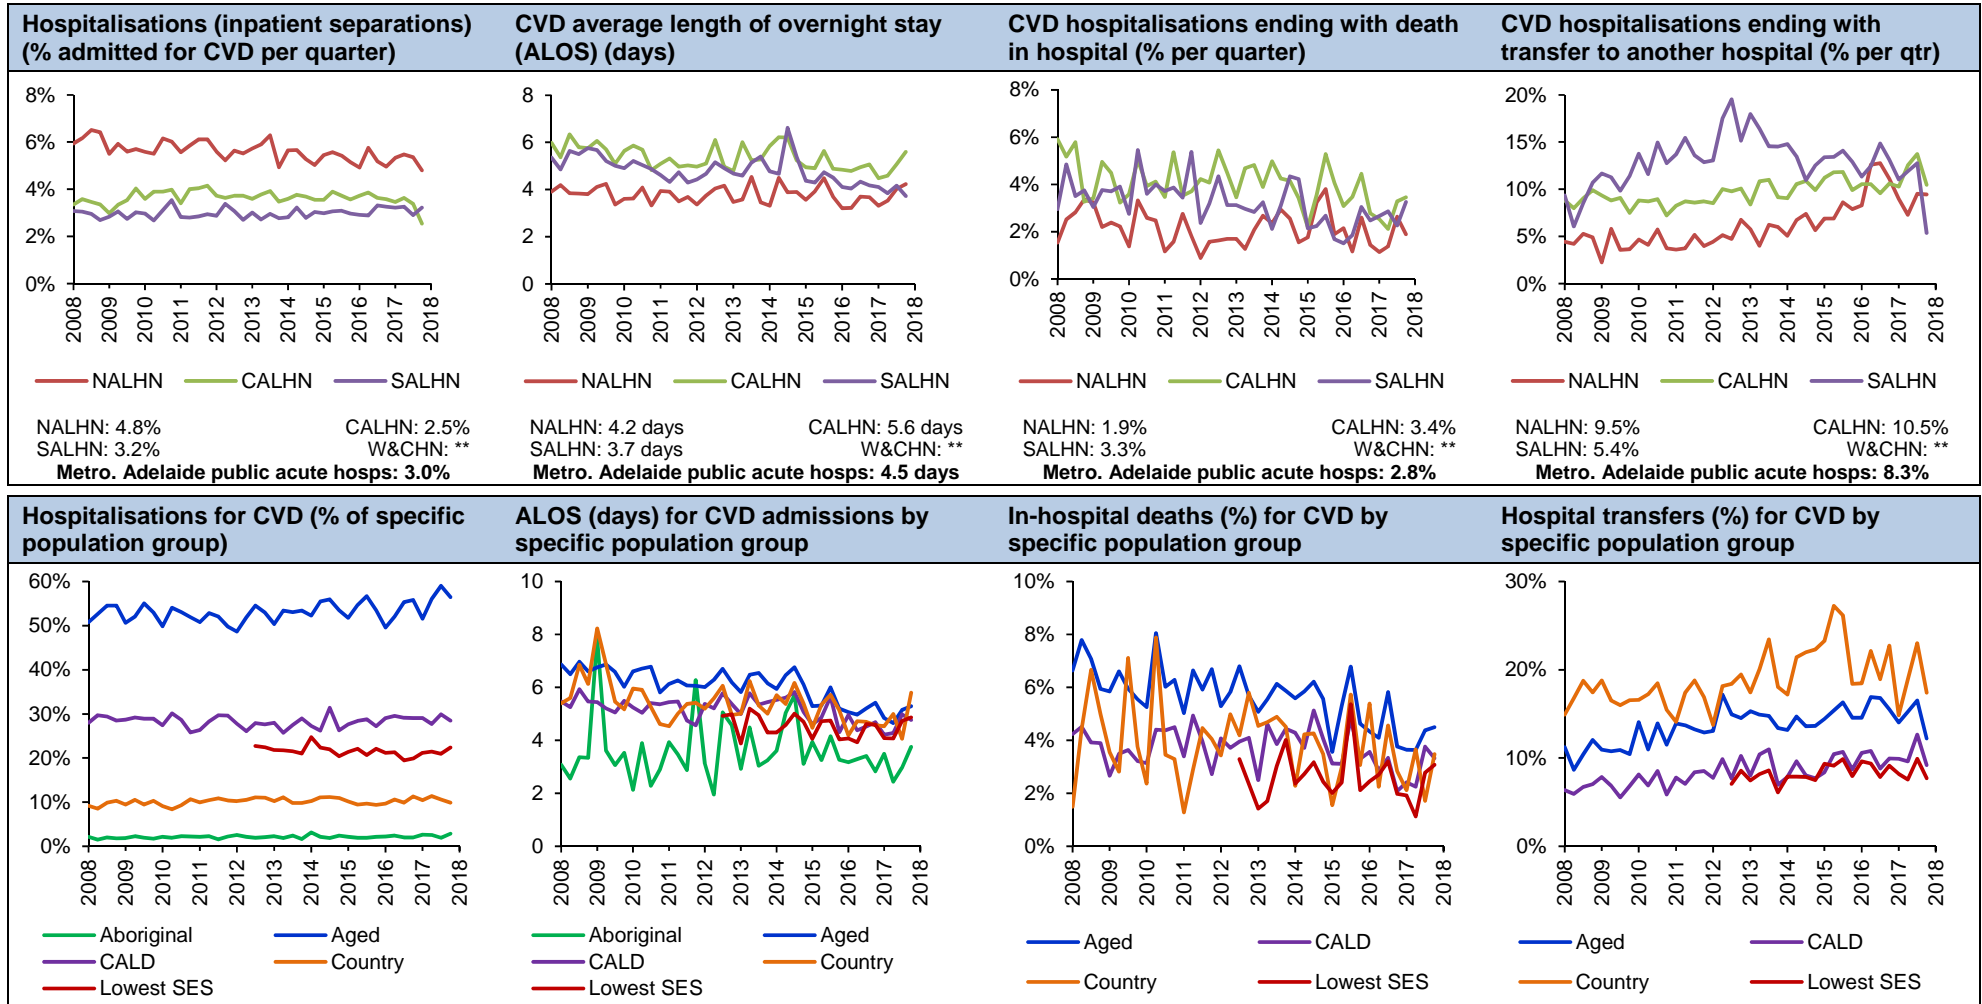 Hospitalisations (inpatient separations)
(% admitted for CVD per quarter)
8%
6%
4%
2%
0%
2008
2009
2010
2011
2012
2013
2014
2015
2016
2017
2018
NALHN
CALHN
SALHN
NALHN: 4.8%
CALHN: 2.5%
SALHN: 3.2%
W&CHN: **
Metro. Adelaide public acute hosps: 3.0%
CVD average length of overnight stay
(ALOS) (days)
8
6
4
2
0
2008
2009
2010
2011
2012
2013
2014
2015
2016
2017
2018
NALHN
CALHN
SALHN
NALHN: 4.2 days
CALHN: 5.6 days
SALHN: 3.7 days
W&CHN: **
Metro. Adelaide public acute hosps: 4.5 days
CVD hospitalisations ending with death
in hospital (% per quarter)
8%
6%
4%
2%
0%
2008
2009
2010
2011
2012
2013
2014
2015
2016
2017
2018
NALHN
CALHN
SALHN
NALHN: 1.9%
CALHN: 3.4%
SALHN: 3.3%
W&CHN: **
Metro. Adelaide public acute hosps: 2.8%
CVD hospitalisations ending with
transfer to another hospital (% per qtr)
20%
15%
10%
5%
0%
2008
2009
2010
2011
2012
2013
2014
2015
2016
2017
2018
NALHN
CALHN
SALHN
NALHN: 9.5%
CALHN: 10.5%
SALHN: 5.4%
W&CHN: **
Metro. Adelaide public acute hosps: 8.3%
Hospitalisations for CVD (% of specific
population group)
60%
50%
40%
30%
20%
10%
0%
2008
2009
2010
2011
2012
2013
2014
2015
2016
2017
2018
Aboriginal
Aged
CALD
Country
Lowest SES
ALOS (days) for CVD admissions by
specific population group
10
8
6
4
2
0
2008
2009
2010
2011
2012
2013
2014
2015
2016
2017
2018
Aboriginal
Aged
CALD
Country
Lowest SES
In-hospital deaths (%) for CVD by
specific population group
10%
8%
6%
4%
2%
0%
2008
2009
2010
2011
2012
2013
2014
2015
2016
2017
2018
Aged
CALD
Country
Lowest SES
Hospital transfers (%) for CVD by
specific population group
30%
20%
10%
0%
2008
2009
2010
2011
2012
2013
2014
2015
2016
2017
2018
Aged
CALD
Country
Lowest SES